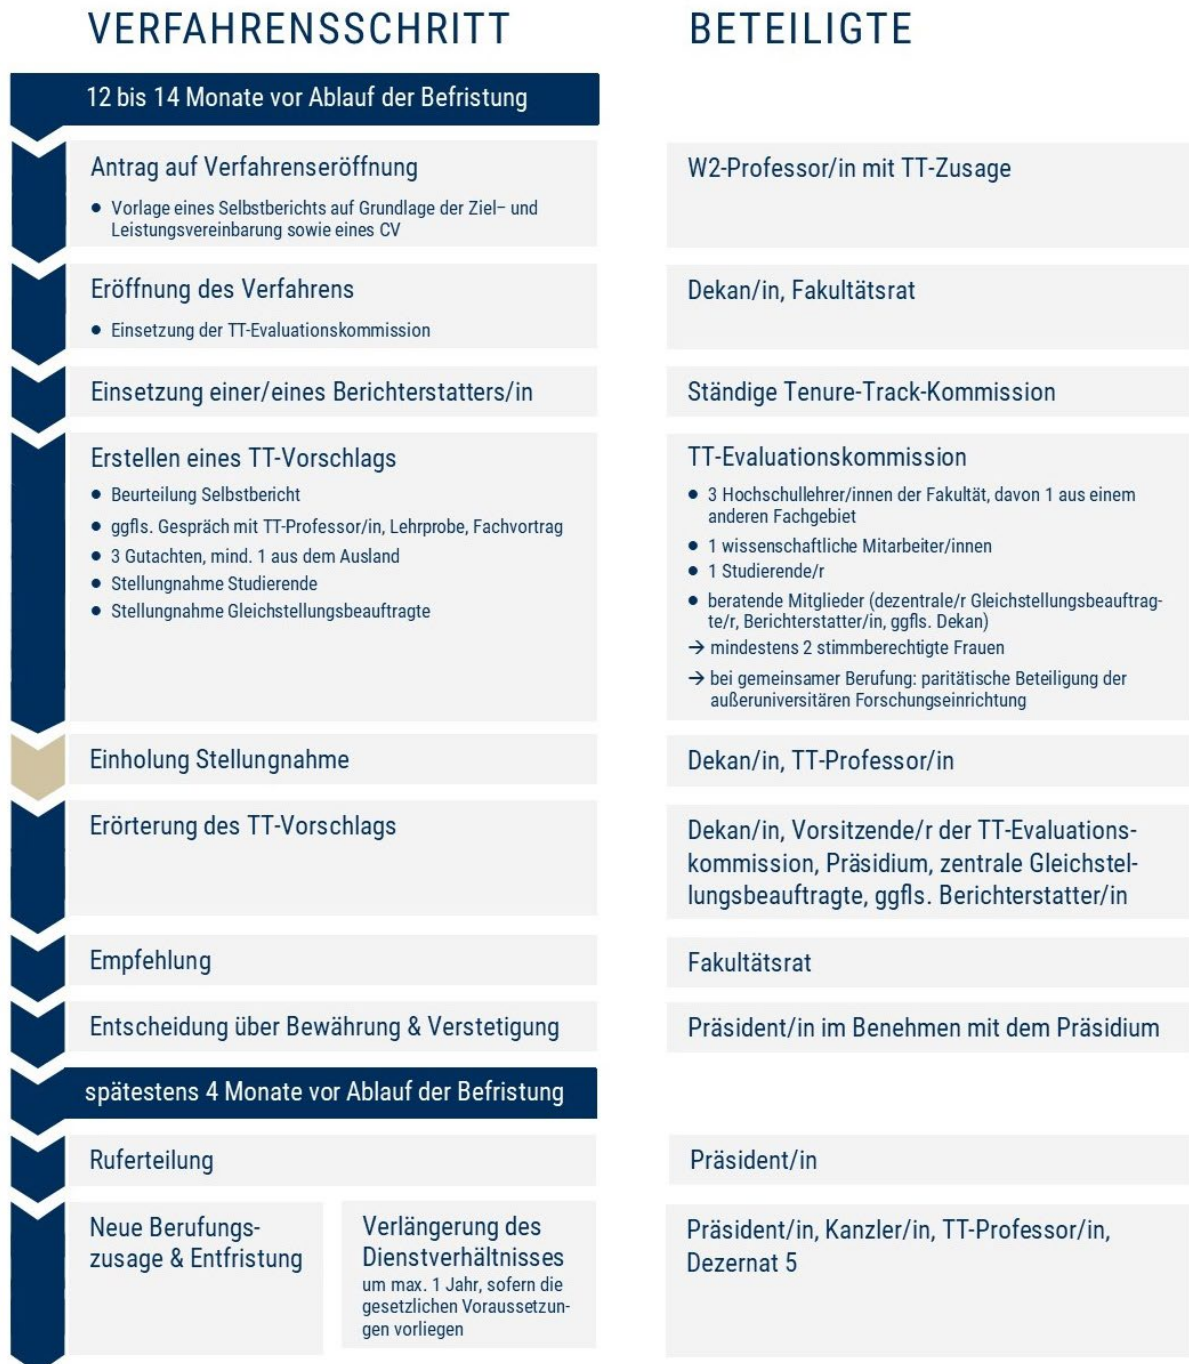 VERFAHRENSSCHRITT
BETEILIGTE
12 bis 14 Monate vor Ablauf der Befristung
Antrag auf Verfahrenseröffnung
• Vorlage eines Selbstberichts auf Grundlage der Ziel– und
Leistungsvereinbarung sowie eines CV
W2-Professor/in mit TT-Zusage
Eröffnung des Verfahrens
• Einsetzung der TT-Evaluationskommission
Dekan/in, Fakultätsrat
Einsetzung einer/eines Berichterstatters/in
Ständige Tenure-Track-Kommission
Erstellen eines TT-Vorschlags
• Beurteilung Selbstbericht
• ggfls. Gespräch mit TT-Professor/in, Lehrprobe, Fachvortrag
• 3 Gutachten, mind. 1 aus dem Ausland
• Stellungnahme Studierende
• Stellungnahme Gleichstellungsbeauftragte
TT-Evaluationskommission
• 3 Hochschullehrer/innen der Fakultät, davon 1 aus einem
anderen Fachgebiet
• 1 wissenschaftliche Mitarbeiter/innen
• 1 Studierende/r
• beratende Mitglieder (dezentrale/r Gleichstellungsbeauftrag-
te/r, Berichterstatter/in, ggfls. Dekan)
→ mindestens 2 stimmberechtigte Frauen
→ bei gemeinsamer Berufung: paritätische Beteiligung der
außeruniversitären Forschungseinrichtung
Einholung Stellungnahme
Dekan/in, TT-Professor/in
Erörterung des TT-Vorschlags
Dekan/in, Vorsitzende/r der TT-Evaluations-
kommission, Präsidium, zentrale Gleichstel-
lungsbeauftragte, ggfls. Berichterstatter/in
Empfehlung
Fakultätsrat
Entscheidung über Bewährung & Verstetigung
Präsident/in im Benehmen mit dem Präsidium
spätestens 4 Monate vor Ablauf der Befristung
Ruferteilung
Präsident/in
Neue Berufungs-
zusage & Entfristung
Verlängerung des
Dienstverhältnisses
um max. 1 Jahr, sofern die
gesetzlichen Voraussetzun-
gen vorliegen
Präsident/in, Kanzler/in, TT-Professor/in,
Dezernat 5